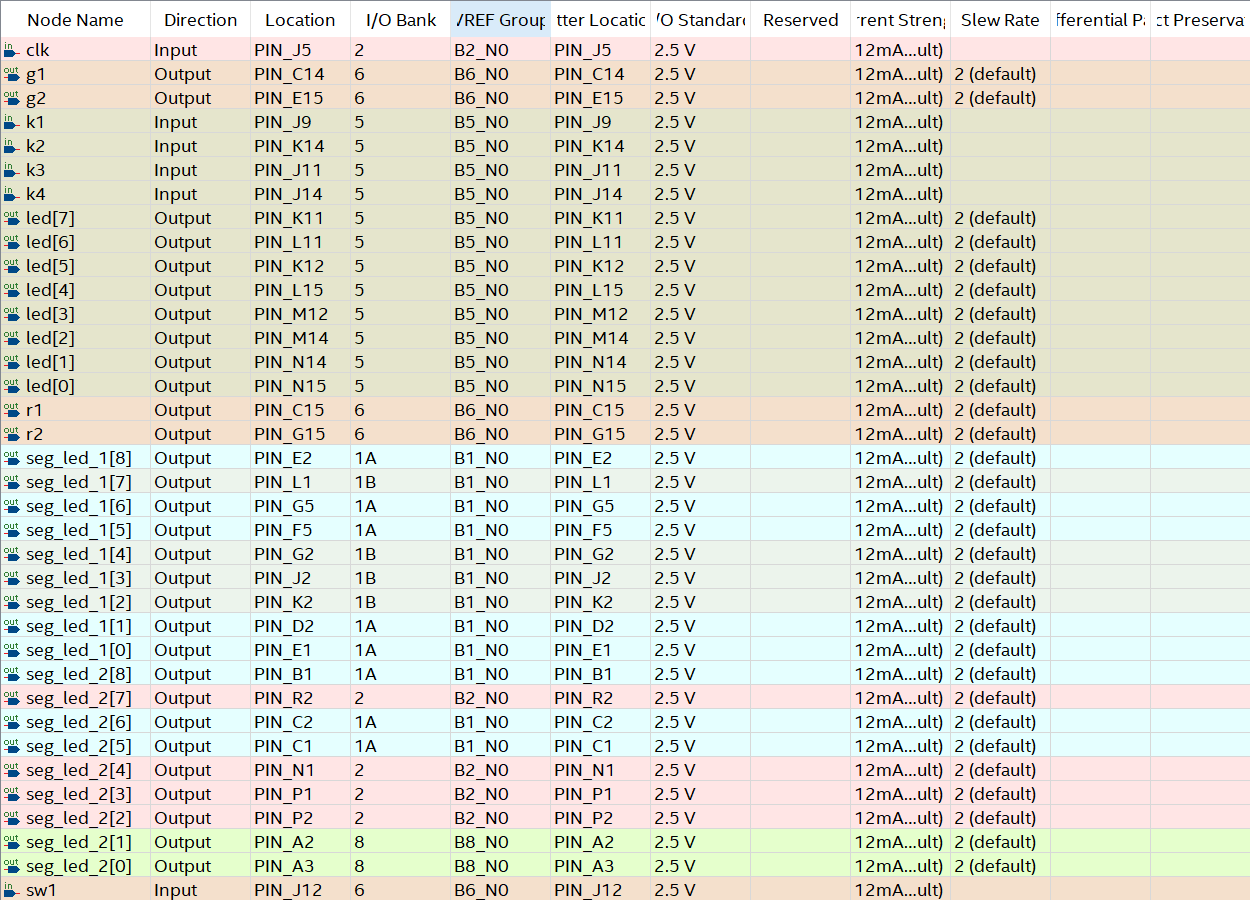 Node Name Direction Location I/O Bank /REF Group tter Locatic /O Standard Reserved rrent Streng Slew Rate fferential Pa ct Preserva
in clk Input PIN_J5 2 B2_N0 PIN_J5 2.5 V 12mA...ult)
out g1 Output PIN_C14 6 B6_N0 PIN_C14 2.5 V 12mA...ult) 2 (default)
out g2 Output PIN_E15 6 B6_N0 PIN_E15 2.5 V 12mA...ult) 2 (default)
in k1 Input PIN_J9 5 B5_N0 PIN_J9 2.5 V 12mA...ult)
in k2 Input PIN_K14 5 B5_N0 PIN_K14 2.5 V 12mA...ult)
in k3 Input PIN_J11 5 B5_N0 PIN_J11 2.5 V 12mA...ult)
in k4 Input PIN_J14 5 B5_N0 PIN_J14 2.5 V 12mA...ult)
out led[7] Output PIN_K11 5 B5_N0 PIN_K11 2.5 V 12mA...ult) 2 (default)
out led[6] Output PIN_L11 5 B5_N0 PIN_L11 2.5 V 12mA...ult) 2 (default)
out led[5] Output PIN_K12 5 B5_N0 PIN_K12 2.5 V 12mA...ult) 2 (default)
out led[4] Output PIN_L15 5 B5_N0 PIN_L15 2.5 V 12mA...ult) 2 (default)
out led[3] Output PIN_M12 5 B5_N0 PIN_M12 2.5 V 12mA...ult) 2 (default)
out led[2] Output PIN_M14 5 B5_N0 PIN_M14 2.5 V 12mA...ult) 2 (default)
out led[1] Output PIN_N14 5 B5_N0 PIN_N14 2.5 V 12mA...ult) 2 (default)
out led[0] Output PIN_N15 5 B5_N0 PIN_N15 2.5 V 12mA...ult) 2 (default)
out r1 Output PIN_C15 6 B6_N0 PIN_C15 2.5 V 12mA...ult) 2 (default)
out r2 Output PIN_G15 6 B6_N0 PIN_G15 2.5 V 12mA...ult) 2 (default)
out seg_led_1[8] Output PIN_E2 1A B1_N0 PIN_E2 2.5 V 12mA...ult) 2 (default)
out seg_led_1[7] Output PIN_L1 1B B1_N0 PIN_L1 2.5 V 12mA...ult) 2 (default)
out seg_led_1[6] Output PIN_G5 1A B1_N0 PIN_G5 2.5 V 12mA...ult) 2 (default)
out seg_led_1[5] Output PIN_F5 1A B1_N0 PIN_F5 2.5 V 12mA...ult) 2 (default)
out seg_led_1[4] Output PIN_G2 1B B1_N0 PIN_G2 2.5 V 12mA...ult) 2 (default)
out seg_led_1[3] Output PIN_J2 1B B1_N0 PIN_J2 2.5 V 12mA...ult) 2 (default)
out seg_led_1[2] Output PIN_K2 1B B1_N0 PIN_K2 2.5 V 12mA...ult) 2 (default)
out seg_led_1[1] Output PIN_D2 1A B1_N0 PIN_D2 2.5 V 12mA...ult) 2 (default)
out seg_led_1[0] Output PIN_E1 1A B1_N0 PIN_E1 2.5 V 12mA...ult) 2 (default)
out seg_led_2[8] Output PIN_B1 1A B1_N0 PIN_B1 2.5 V 12mA...ult) 2 (default)
out seg_led_2[7] Output PIN_R2 2 B2_N0 PIN_R2 2.5 V 12mA...ult) 2 (default)
out seg_led_2[6] Output PIN_C2 1A B1_N0 PIN_C2 2.5 V 12mA...ult) 2 (default)
out seg_led_2[5] Output PIN_C1 1A B1_N0 PIN_C1 2.5 V 12mA...ult) 2 (default)
out seg_led_2[4] Output PIN_N1 2 B2_N0 PIN_N1 2.5 V 12mA...ult) 2 (default)
out seg_led_2[3] Output PIN_P1 2 B2_N0 PIN_P1 2.5 V 12mA...ult) 2 (default)
out seg_led_2[2] Output PIN_P2 2 B2_N0 PIN_P2 2.5 V 12mA...ult) 2 (default)
out seg_led_2[1] Output PIN_A2 8 B8_N0 PIN_A2 2.5 V 12mA...ult) 2 (default)
out seg_led_2[0] Output PIN_A3 8 B8_N0 PIN_A3 2.5 V 12mA...ult) 2 (default)
in sw1 Input PIN_J12 6 B6_N0 PIN_J12 2.5 V 12mA...ult)